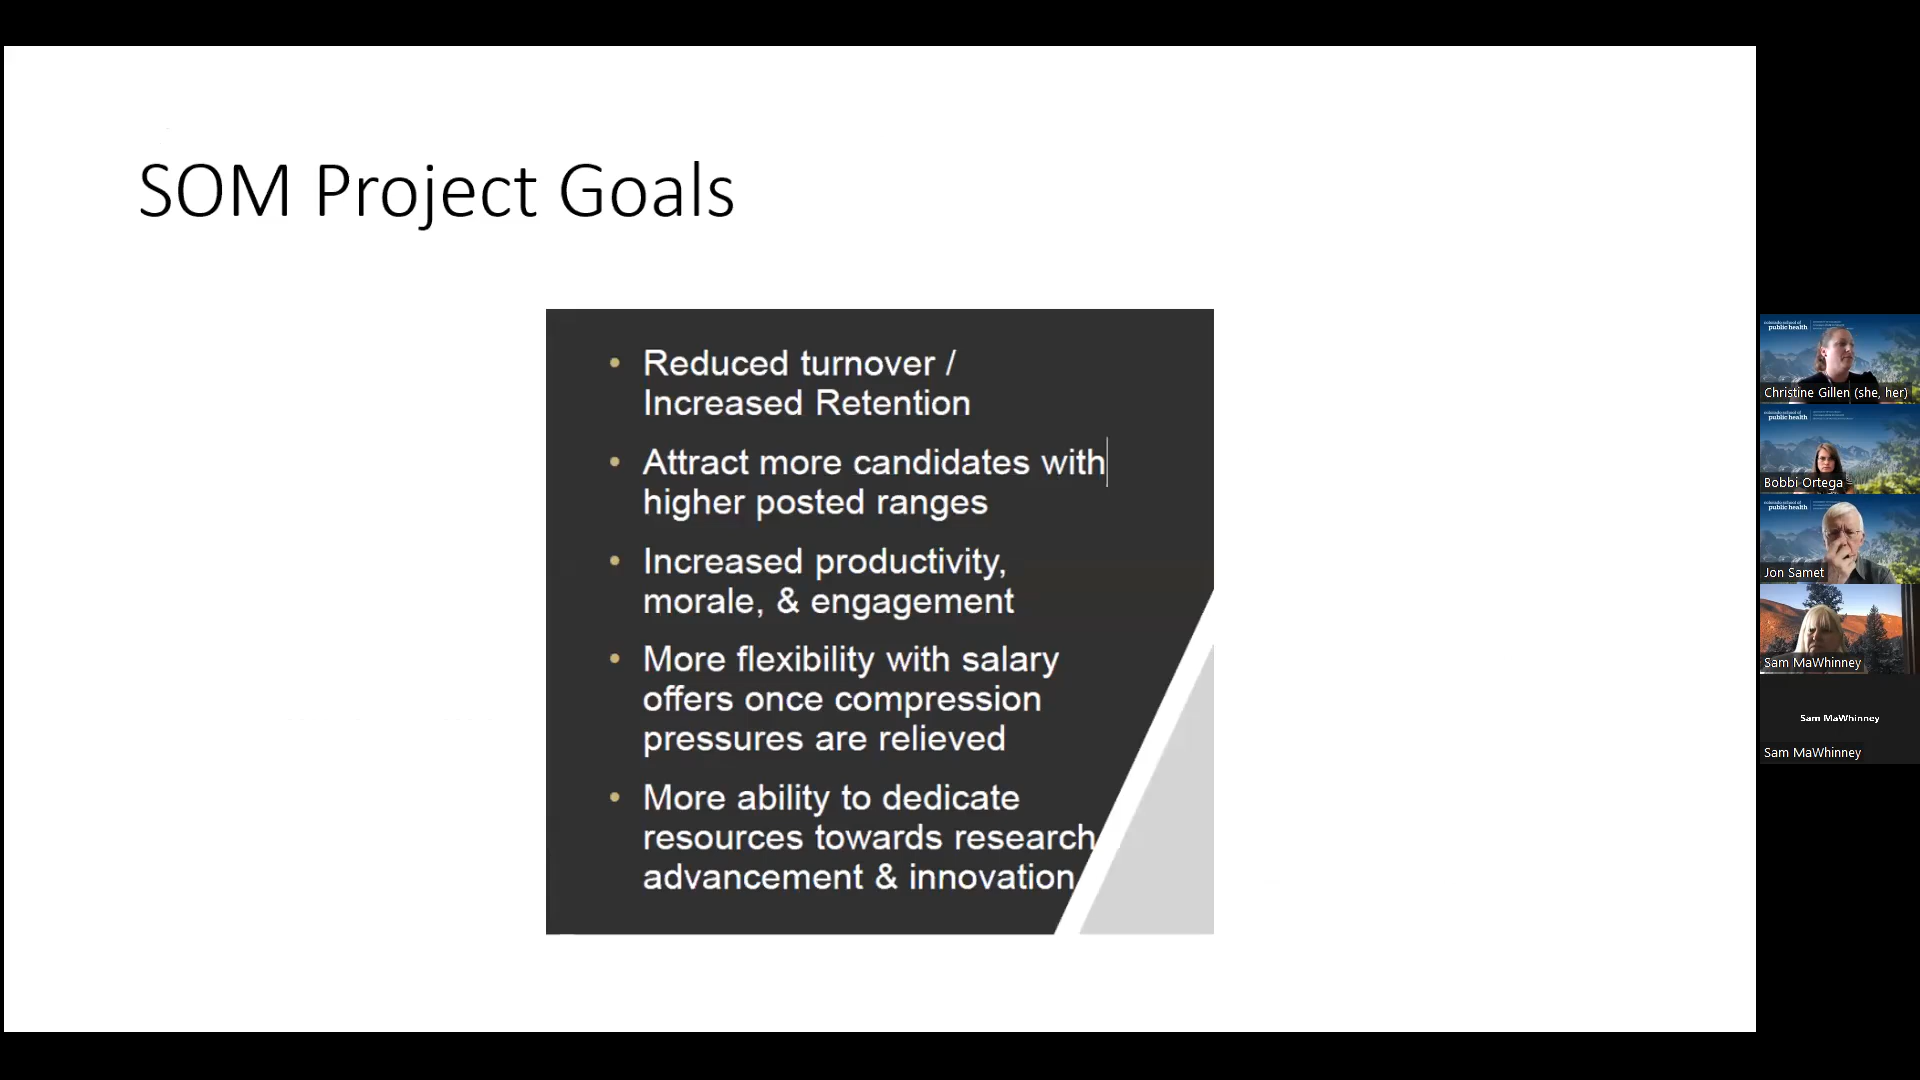 SOM Project Goals
• Reduced turnover /
Increased Retention
• Attract more candidates with
higher posted ranges
• Increased productivity,
morale, & engagement
• More flexibility with salary
offers once compression
pressures are relieved
• More ability to dedicate
resources towards research
advancement & innovation
colorado school of
public health
Christine Gillen (she, her)
public health
Bobbi Ortega
colorado school of
public health
Jon Samet
Sam MaWhinney
Sam MaWhinney
Sam MaWhinney